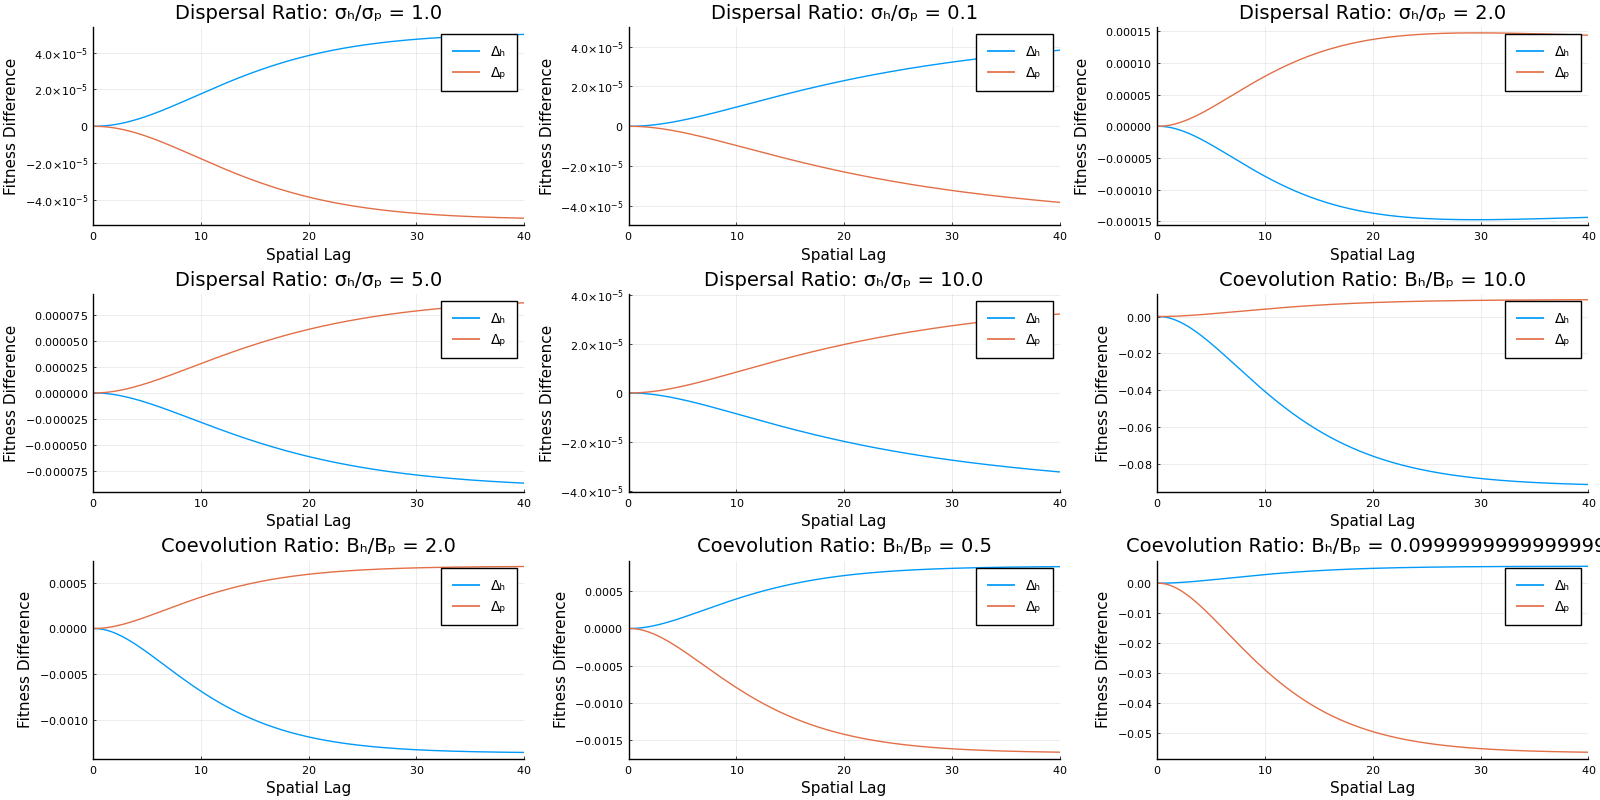 Dispersal Ratio: σₕ/σₚ = 1.0
Fitness Difference
4.0×10⁻⁵
2.0×10⁻⁵
0
−2.0×10⁻⁵
−4.0×10⁻⁵
0 10 20 30 40
Spatial Lag
Δₕ
Δₚ
Dispersal Ratio: σₕ/σₚ = 0.1
Fitness Difference
4.0×10⁻⁵
2.0×10⁻⁵
0
−2.0×10⁻⁵
−4.0×10⁻⁵
0 10 20 30 40
Spatial Lag
Δₕ
Δₚ
Dispersal Ratio: σₕ/σₚ = 2.0
Fitness Difference
0.00015
0.00010
0.00005
0.00000
−0.00005
−0.00010
−0.00015
0 10 20 30 40
Spatial Lag
Δₕ
Δₚ
Dispersal Ratio: σₕ/σₚ = 5.0
Fitness Difference
0.000075
0.000050
0.000025
0.000000
−0.000025
−0.000050
−0.000075
0 10 20 30 40
Spatial Lag
Δₕ
Δₚ
Dispersal Ratio: σₕ/σₚ = 10.0
Fitness Difference
4.0×10⁻⁵
2.0×10⁻⁵
0
−2.0×10⁻⁵
−4.0×10⁻⁵
0 10 20 30 40
Spatial Lag
Δₕ
Δₚ
Coevolution Ratio: Bₕ/Bₚ = 10.0
Fitness Difference
0.00
−0.02
−0.04
−0.06
−0.08
0 10 20 30 40
Spatial Lag
Δₕ
Δₚ
Coevolution Ratio: Bₕ/Bₚ = 2.0
Fitness Difference
0.0005
0.0000
−0.0005
−0.0010
0 10 20 30 40
Spatial Lag
Δₕ
Δₚ
Coevolution Ratio: Bₕ/Bₚ = 0.5
Fitness Difference
0.0005
0.0000
−0.0005
−0.0010
−0.0015
0 10 20 30 40
Spatial Lag
Δₕ
Δₚ
Coevolution Ratio: Bₕ/Bₚ = 0.0999999999999999
Fitness Difference
0.00
−0.01
−0.02
−0.03
−0.04
−0.05
0 10 20 30 40
Spatial Lag
Δₕ
Δₚ